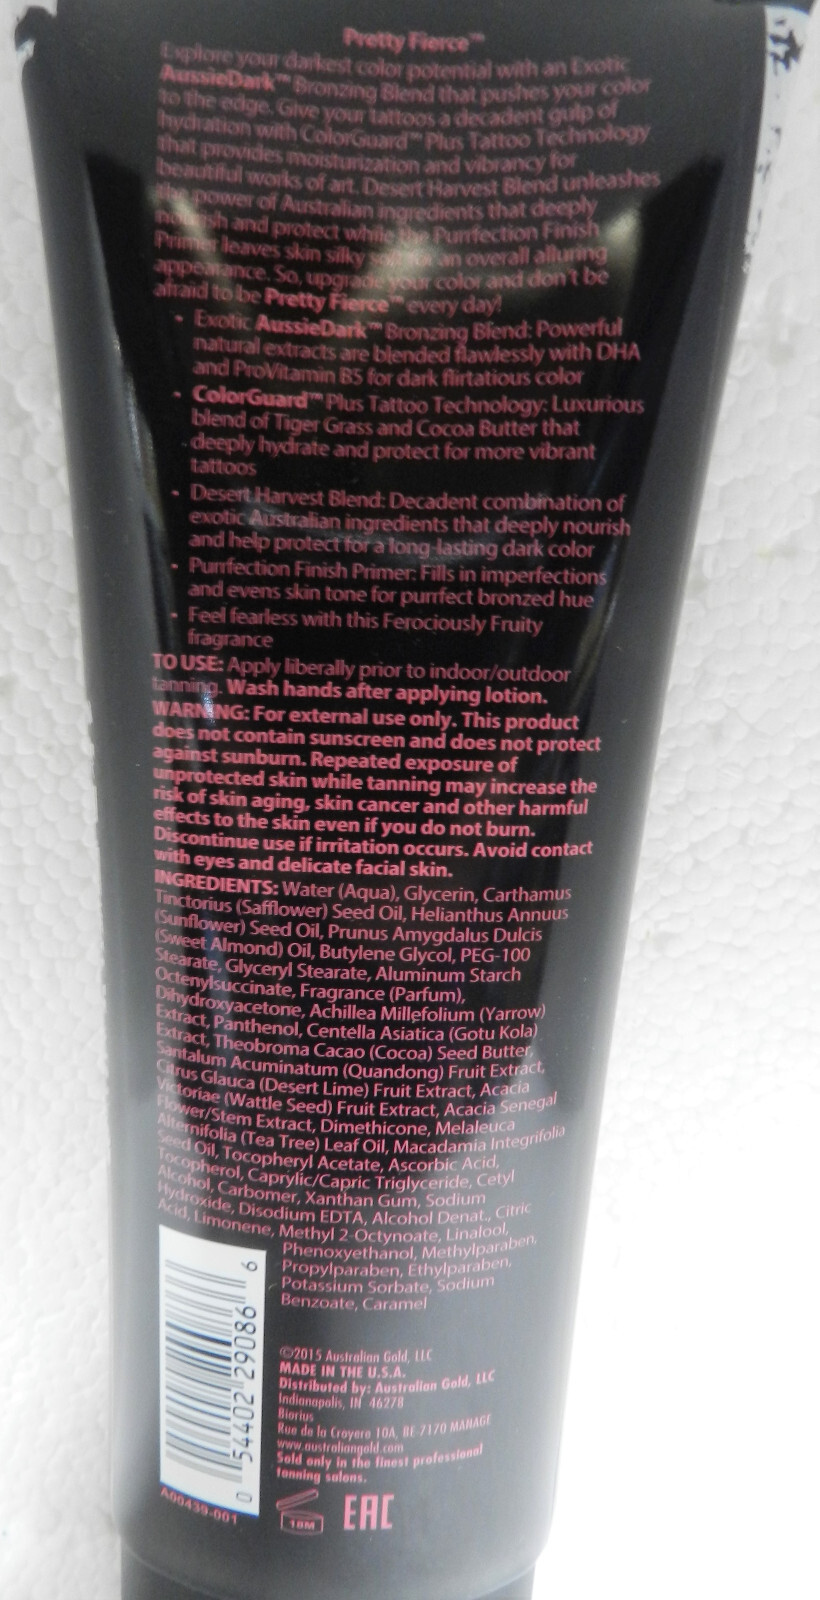 Pretty Fierce™
Explore your darkest color potential with an Exotic
AussieDark™ Bronzing Blend that pushes your color
to the edge. Give your tattoos a decadent gulp of
hydration with ColorGuard™ Plus Tattoo Technology
that provides moisturization and vibrancy for
beautiful works of art. Desert Harvest Blend unleashes
the power of Australian ingredients that deeply
nourish and protect while the Purrfection Finish
Primer leaves skin silky soft for an overall alluring
appearance. So, upgrade your color and don't be
afraid to be Pretty Fierce™ every day!
• Exotic AussieDark™ Bronzing Blend: Powerful
natural extracts are blended flawlessly with DHA
and ProVitamin B5 for dark flirtatious color
• ColorGuard™ Plus Tattoo Technology: Luxurious
blend of Tiger Grass and Cocoa Butter that
deeply hydrate and protect for more vibrant
tattoos
• Desert Harvest Blend: Decadent combination of
exotic Australian ingredients that deeply nourish
and help protect for a long-lasting dark color
• Purrfection Finish Primer: Fills in imperfections
and evens skin tone for purrfect bronzed hue
• Feel fearless with this Ferociously Fruity
fragrance
TO USE: Apply liberally prior to indoor/outdoor
tanning. Wash hands after applying lotion.
WARNING: For external use only. This product
does not contain sunscreen and does not protect
against sunburn. Repeated exposure of
unprotected skin while tanning may increase the
risk of skin aging, skin cancer and other harmful
effects to the skin even if you do not burn.
Discontinue use if irritation occurs. Avoid contact
with eyes and delicate facial skin.
INGREDIENTS: Water (Aqua), Glycerin, Carthamus
Tinctorius (Safflower) Seed Oil, Helianthus Annuus
(Sunflower) Seed Oil, Prunus Amygdalus Dulcis
(Sweet Almond) Oil, Butylene Glycol, PEG-100
Stearate, Glyceryl Stearate, Aluminum Starch
Octenylsuccinate, Fragrance (Parfum),
Dihydroxyacetone, Achillea Millefolium (Yarrow)
Extract, Panthenol, Centella Asiatica (Gotu Kola)
Extract, Theobroma Cacao (Cocoa) Seed Butter,
Santalum Acuminatum (Quandong) Fruit Extract,
Citrus Glauca (Desert Lime) Fruit Extract, Acacia
Victoriae (Wattle Seed) Fruit Extract, Acacia Senegal
Flower/Stem Extract, Dimethicone, Melaleuca
Alternifolia (Tea Tree) Leaf Oil, Macadamia Integrifolia
Seed Oil, Tocopheryl Acetate, Ascorbic Acid,
Tocopherol, Caprylic/Capric Triglyceride, Cetyl
Alcohol, Carbomer, Xanthan Gum, Sodium
Hydroxide, Disodium EDTA, Alcohol Denat., Citric
Acid, Limonene, Methyl 2-Octynoate, Linalool,
Phenoxyethanol, Methylparaben,
Propylparaben, Ethylparaben,
Potassium Sorbate, Sodium
Benzoate, Caramel
0 54402 29086 6
A00439-001
©2015 Australian Gold, LLC
MADE IN THE U.S.A.
Distributed by: Australian Gold, LLC
Indianapolis, IN 46278
Biorius
Rue de la Croyere 10A, BE-7170 MANAGE
www.australiangold.com
Sold only in the finest professional
tanning salons.
18M
EAC